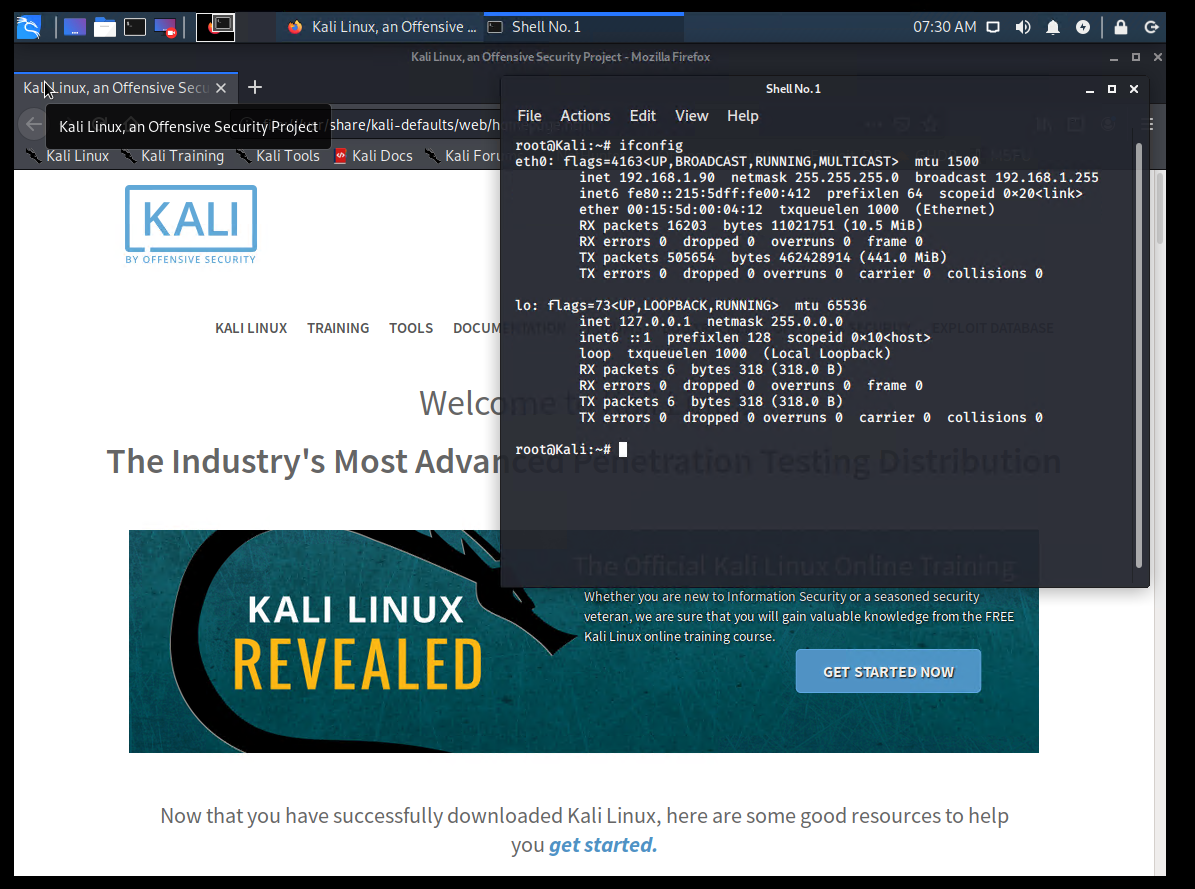 Kali Linux, an Offensive ...
Shell No. 1
07:30 AM
Kali Linux, an Offensive Security Project - Mozilla Firefox
Kali Linux, an Offensive Secu
Kali Linux, an Offensive Security Project
share/kali-defaults/web/h
Kali Linux
Kali Training
Kali Tools
Kali Docs
Kali Foru
Shell No. 1
File Actions Edit View Help
root@Kali:~# ifconfig
eth0: flags=4163<UP,BROADCAST,RUNNING,MULTICAST>  mtu 1500
        inet 192.168.1.90  netmask 255.255.255.0  broadcast 192.168.1.255
        inet6 fe80::215:5dff:fe00:412  prefixlen 64  scopeid 0×20<link>
        ether 00:15:5d:00:04:12  txqueuelen 1000  (Ethernet)
        RX packets 16203  bytes 11021751 (10.5 MiB)
        RX errors 0  dropped 0  overruns 0  frame 0
        TX packets 505654  bytes 462428914 (441.0 MiB)
        TX errors 0  dropped 0 overruns 0  carrier 0  collisions 0
lo: flags=73<UP,LOOPBACK,RUNNING>  mtu 65536
        inet 127.0.0.1  netmask 255.0.0.0
        inet6 ::1  prefixlen 128  scopeid 0×10<host>
        loop  txqueuelen 1000  (Local Loopback)
        RX packets 6  bytes 318 (318.0 B)
        RX errors 0  dropped 0  overruns 0  frame 0
        TX packets 6  bytes 318 (318.0 B)
        TX errors 0  dropped 0 overruns 0  carrier 0  collisions 0
root@Kali:~#
KALI
BY OFFENSIVE SECURITY
KALI LINUX TRAINING TOOLS DOCUMENTATION EXPLOIT DATABASE
Welcome to
The Industry's Most Advanced Penetration Testing Distribution
KALI LINUX
REVEALED
The Official Kali Linux Online Training
Whether you are new to Information Security or a seasoned security
veteran, we are sure that you will gain valuable knowledge from the FREE
Kali Linux online training course.
GET STARTED NOW
Now that you have successfully downloaded Kali Linux, here are some good resources to help
you get started.